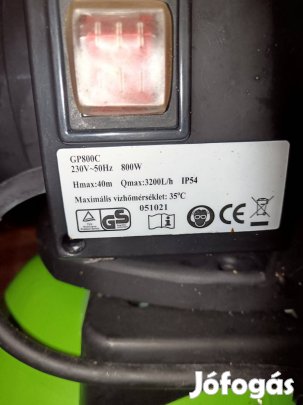 GP800C
230V~50Hz 800W
Hmax:40m Qmax:3200L/h IP54
Maximális vízhőmérséklet: 35°C
051021
GS
CE
Jófogás